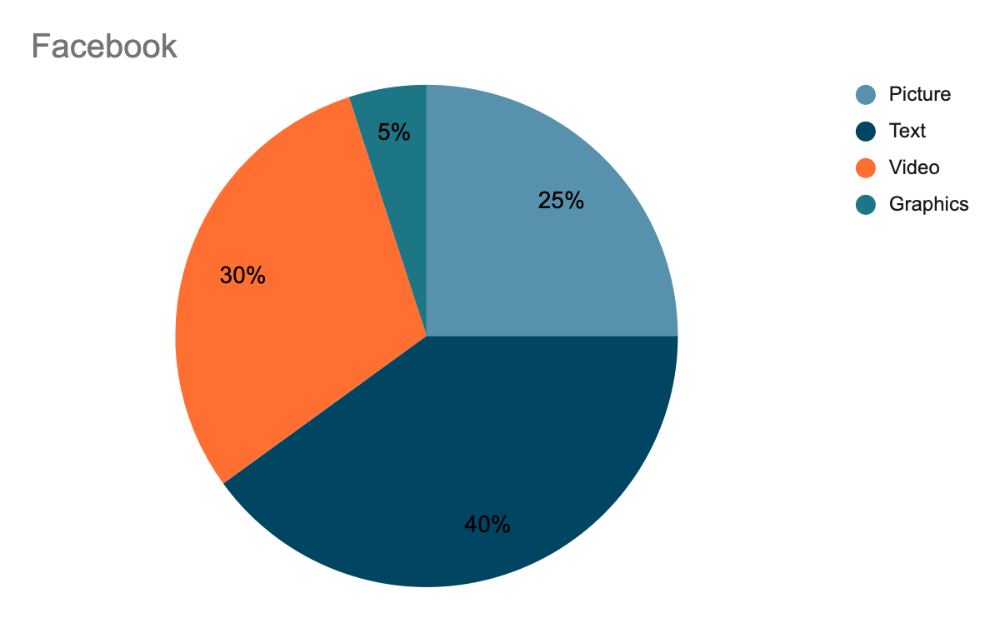 Facebook
Picture
Text
Video
Graphics
5%
25%
30%
40%